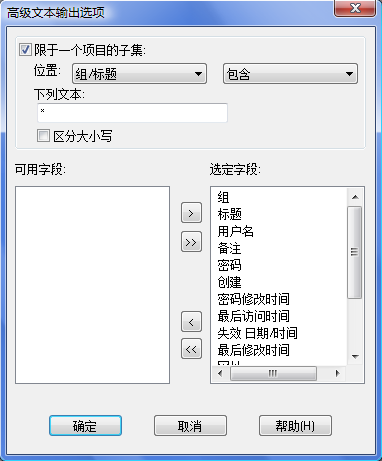 高级文本输出选项
限于一个项目的子集:
位置: 组/标题 包含
下列文本:
*
区分大小写
可用字段: 选定字段:
>
>>
<
<<
组
标题
用户名
备注
密码
创建
密码修改时间
最后访问时间
失效 日期/时间
最后修改时间
确定 取消 帮助(H)